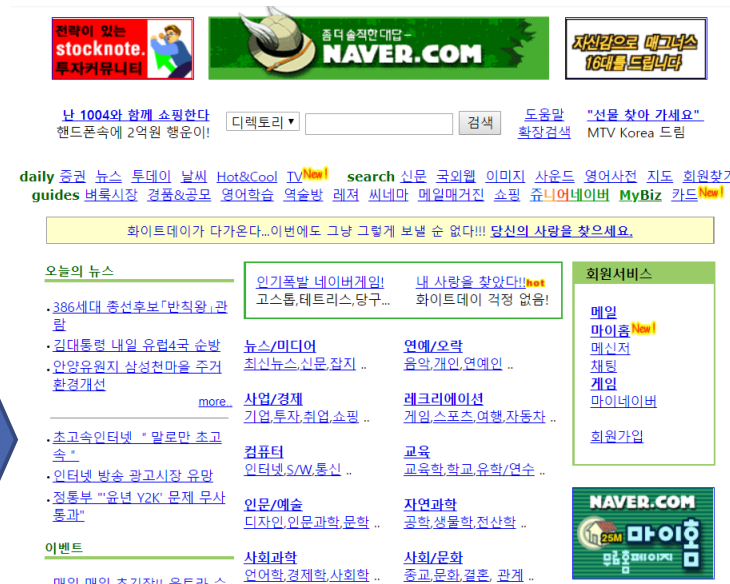 전략이 있는
stocknote.
투자커뮤니티
좀 더 솔직한 대답 -
NAVER.COM
자신감으로 매그넘스
16대를 드립니다
난 1004와 함께 쇼핑한다
핸드폰속에 2억원 행운이!
디렉토리
검색
도움말
확장검색
"선물 찾아 가세요"
MTV Korea 드림
daily 증권 뉴스 투데이 날씨 Hot&Cool TV New! search 신문 국외웹 이미지 사운드 영어사전 지도 회원찾기
guides 벼룩시장 경품&공모 영어학습 역술방 레져 씨네마 메일매거진 쇼핑 쥬니어네이버 MyBiz 카드 New!
화이트데이가 다가온다...이번에도 그냥 그렇게 보낼 순 없다!!! 당신의 사랑을 찾으세요.
오늘의 뉴스
386세대 총선후보「반칙왕」관
람
김대통령 내일 유럽4국 순방
안양유원지 삼성천마을 주거
환경개선
more..
초고속인터넷 "말로만 초고
속"
인터넷 방송 광고시장 유망
정통부 "'윤년 Y2K' 문제 무사
통과"
이벤트
인기폭발 네이버게임!
고스톱,테트리스,당구...
내 사랑을 찾았다!! hot
화이트데이 걱정 없음!
뉴스/미디어
최신뉴스,신문,잡지 ..
연예/오락
음악,개인,연예인 ..
사업/경제
기업,투자,취업,쇼핑 ..
레크리에이션
게임,스포츠,여행,자동차 ..
컴퓨터
인터넷,S/W,통신 ..
교육
교육학,학교,유학/연수 ..
인문/예술
디자인,인문과학,문학 ..
자연과학
공학,생물학,전산학 ..
사회과학
언어학,경제학,사회학 ..
사회/문화
종교,문화,결혼, 관계 ..
회원서비스
메일
마이홈 New!
메신저
채팅
게임
마이네이버
회원가입
NAVER.COM
25M 마이홈
무료홈페이지